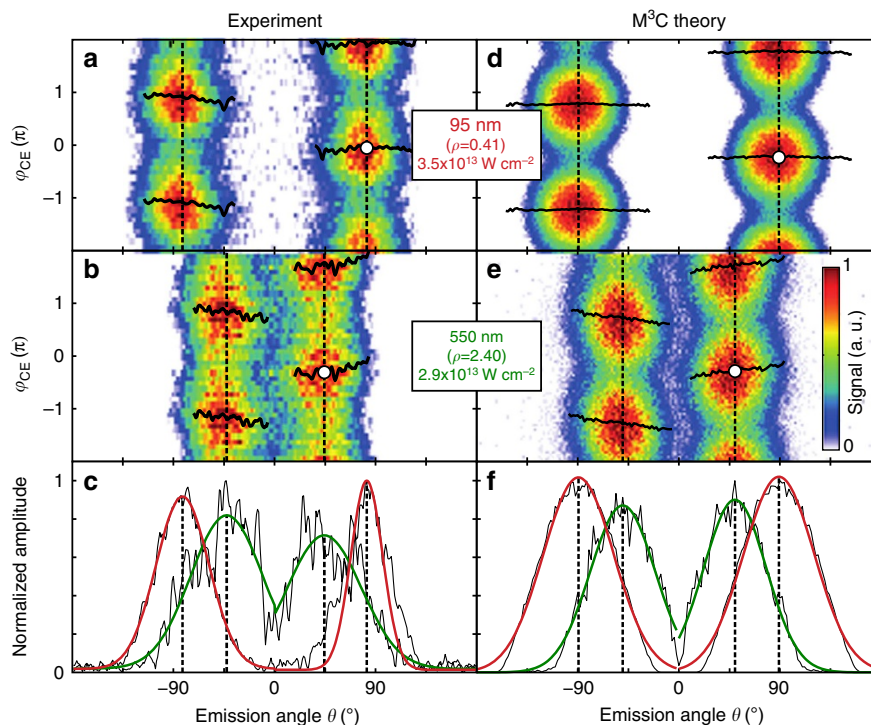 Experiment
M³C theory
a
d
φCE (π)
1
0
−1
95 nm
(ρ=0.41)
3.5x10¹³ W cm⁻²
b
e
φCE (π)
1
0
−1
550 nm
(ρ=2.40)
2.9x10¹³ W cm⁻²
1
Signal (a. u.)
0
c
f
Normalized amplitude
1
0
−90
0
90
−90
0
90
Emission angle θ (°)
Emission angle θ (°)